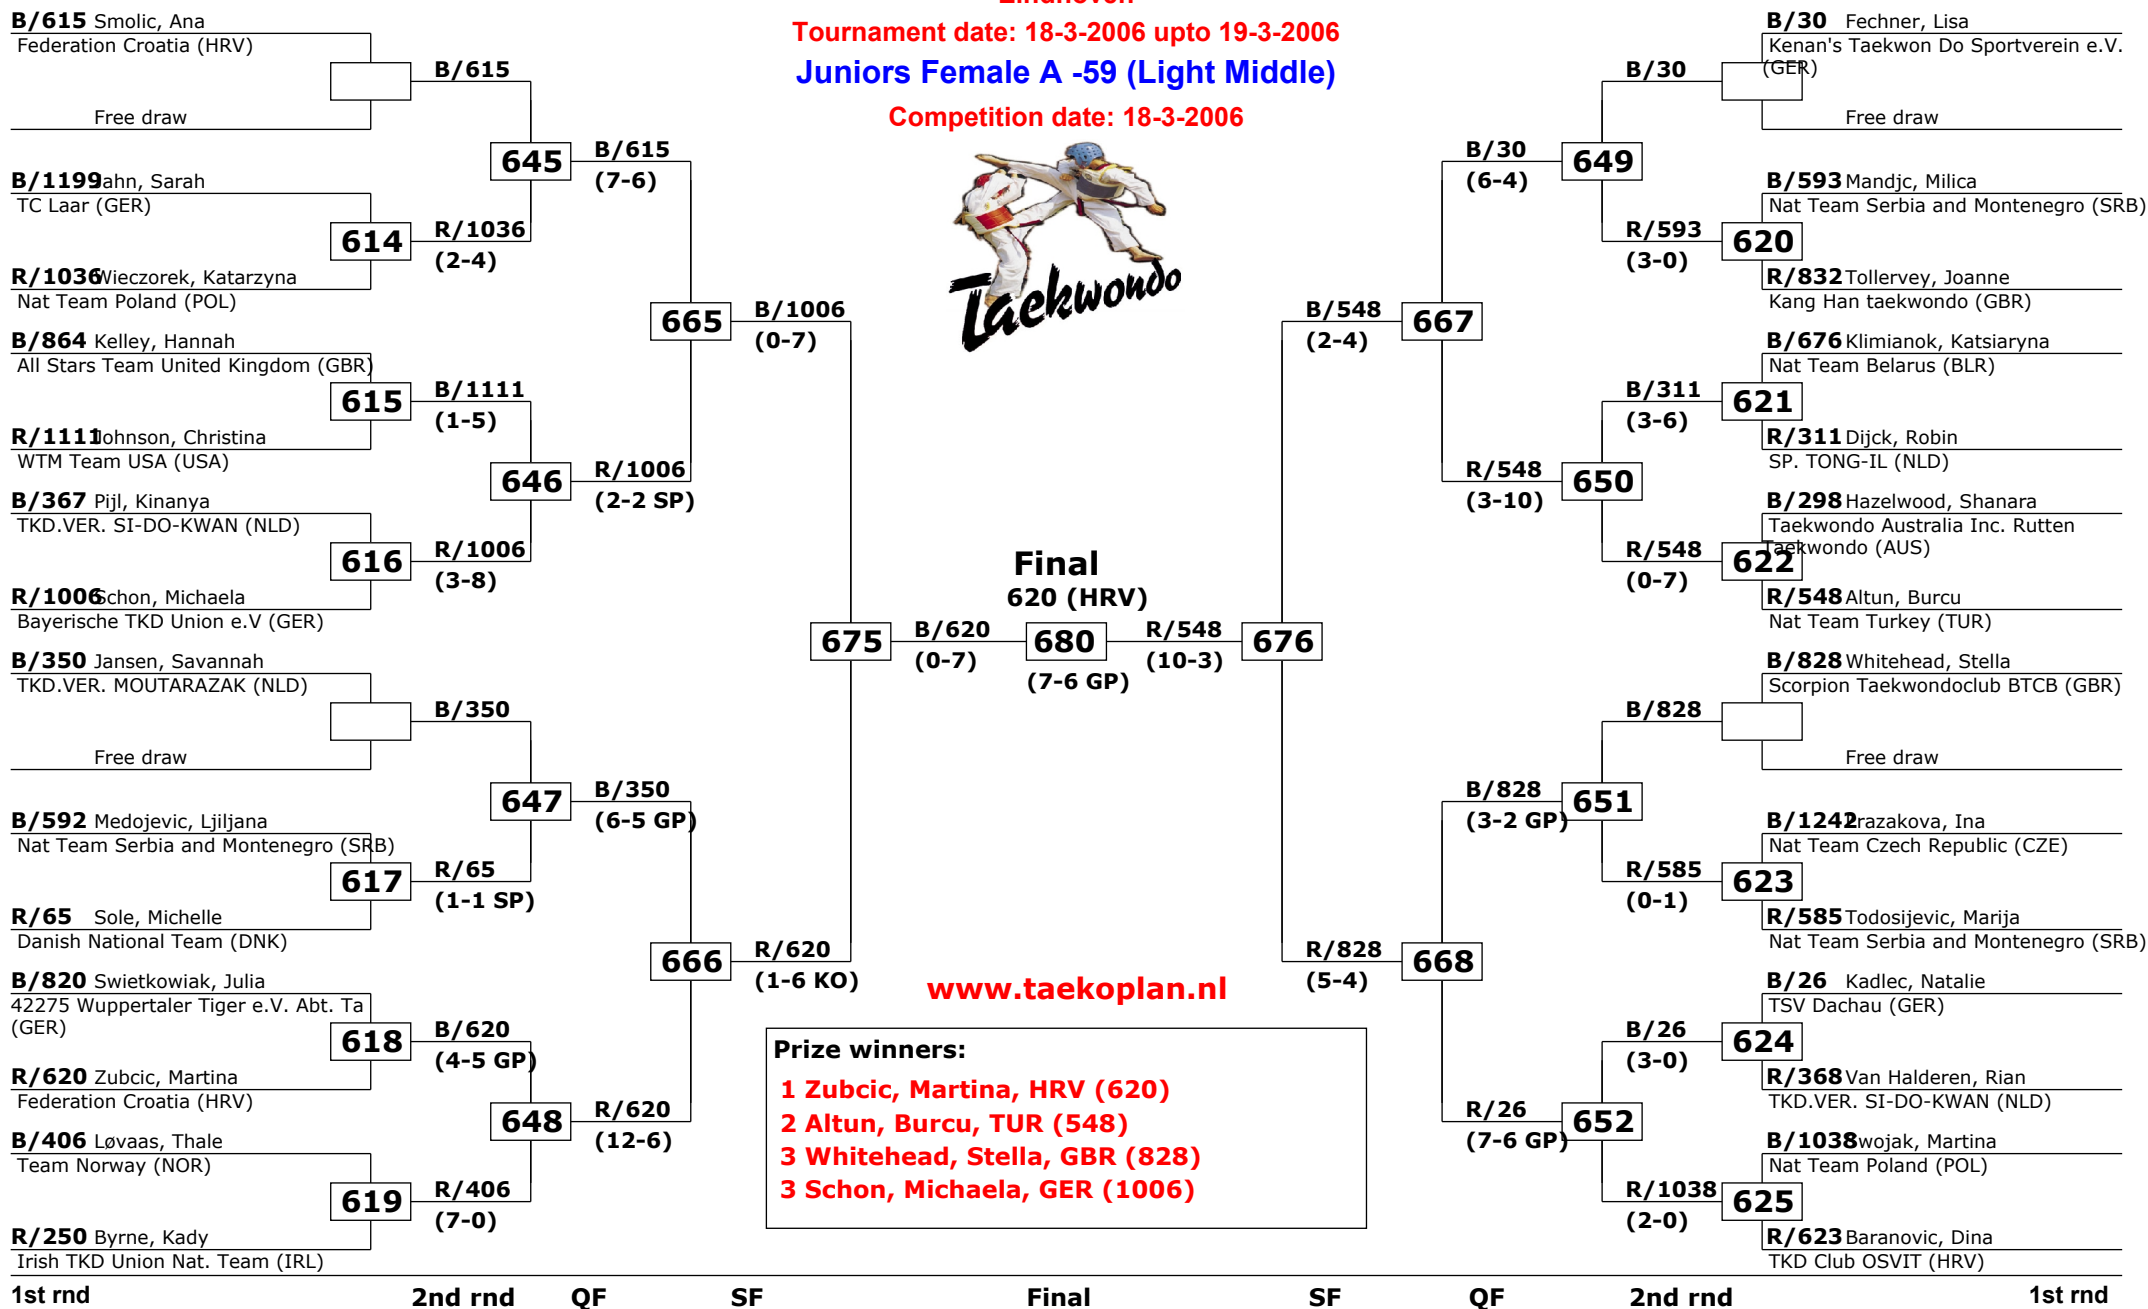 Eindhoven
Tournament date: 18-3-2006 upto 19-3-2006
Juniors Female A -59 (Light Middle)
Competition date: 18-3-2006
Taekwondo
B/615 Smolic, Ana
Federation Croatia (HRV)
B/615
Free draw
645
B/615
(7-6)
B/1199 Jahn, Sarah
TC Laar (GER)
614
R/1036
(2-4)
R/1036 Wieczorek, Katarzyna
Nat Team Poland (POL)
665
B/1006
(0-7)
B/864 Kelley, Hannah
All Stars Team United Kingdom (GBR)
615
B/1111
(1-5)
R/1111 Johnson, Christina
WTM Team USA (USA)
646
R/1006
(2-2 SP)
B/367 Pijl, Kinanya
TKD.VER. SI-DO-KWAN (NLD)
616
R/1006
(3-8)
R/1006 Schon, Michaela
Bayerische TKD Union e.V (GER)
675
B/620
(0-7)
B/350 Jansen, Savannah
TKD.VER. MOUTARAZAK (NLD)
B/350
Free draw
647
B/350
(6-5 GP)
B/592 Medojevic, Ljiljana
Nat Team Serbia and Montenegro (SRB)
617
R/65
(1-1 SP)
R/65 Sole, Michelle
Danish National Team (DNK)
666
R/620
(1-6 KO)
B/820 Swietkowiak, Julia
42275 Wuppertaler Tiger e.V. Abt. Ta
(GER)
618
B/620
(4-5 GP)
R/620 Zubcic, Martina
Federation Croatia (HRV)
648
R/620
(12-6)
B/406 Løvaas, Thale
Team Norway (NOR)
619
R/406
(7-0)
R/250 Byrne, Kady
Irish TKD Union Nat. Team (IRL)
Final
620 (HRV)
680
(7-6 GP)
R/548
(10-3)
676
B/30 Fechner, Lisa
Kenan's Taekwon Do Sportverein e.V.
(GER)
B/30
Free draw
B/30
(6-4)
649
B/593 Mandjc, Milica
Nat Team Serbia and Montenegro (SRB)
R/593
(3-0)
620
R/832 Tollervey, Joanne
Kang Han taekwondo (GBR)
B/548
(2-4)
667
B/676 Klimianok, Katsiaryna
Nat Team Belarus (BLR)
B/311
(3-6)
621
R/311 Dijck, Robin
SP. TONG-IL (NLD)
R/548
(3-10)
650
B/298 Hazelwood, Shanara
Taekwondo Australia Inc. Rutten
Taekwondo (AUS)
R/548
(0-7)
622
R/548 Altun, Burcu
Nat Team Turkey (TUR)
B/828 Whitehead, Stella
Scorpion Taekwondoclub BTCB (GBR)
B/828
Free draw
B/828
(3-2 GP)
651
B/1242 Prazakova, Ina
Nat Team Czech Republic (CZE)
R/585
(0-1)
623
R/585 Todosijevic, Marija
Nat Team Serbia and Montenegro (SRB)
R/828
(5-4)
668
B/26 Kadlec, Natalie
TSV Dachau (GER)
B/26
(3-0)
624
R/368 Van Halderen, Rian
TKD.VER. SI-DO-KWAN (NLD)
R/26
(7-6 GP)
652
B/1038 Swojak, Martina
Nat Team Poland (POL)
R/1038
(2-0)
625
R/623 Baranovic, Dina
TKD Club OSVIT (HRV)
www.taekoplan.nl
Prize winners:
1 Zubcic, Martina, HRV (620)
2 Altun, Burcu, TUR (548)
3 Whitehead, Stella, GBR (828)
3 Schon, Michaela, GER (1006)
1st rnd 2nd rnd QF SF Final SF QF 2nd rnd 1st rnd